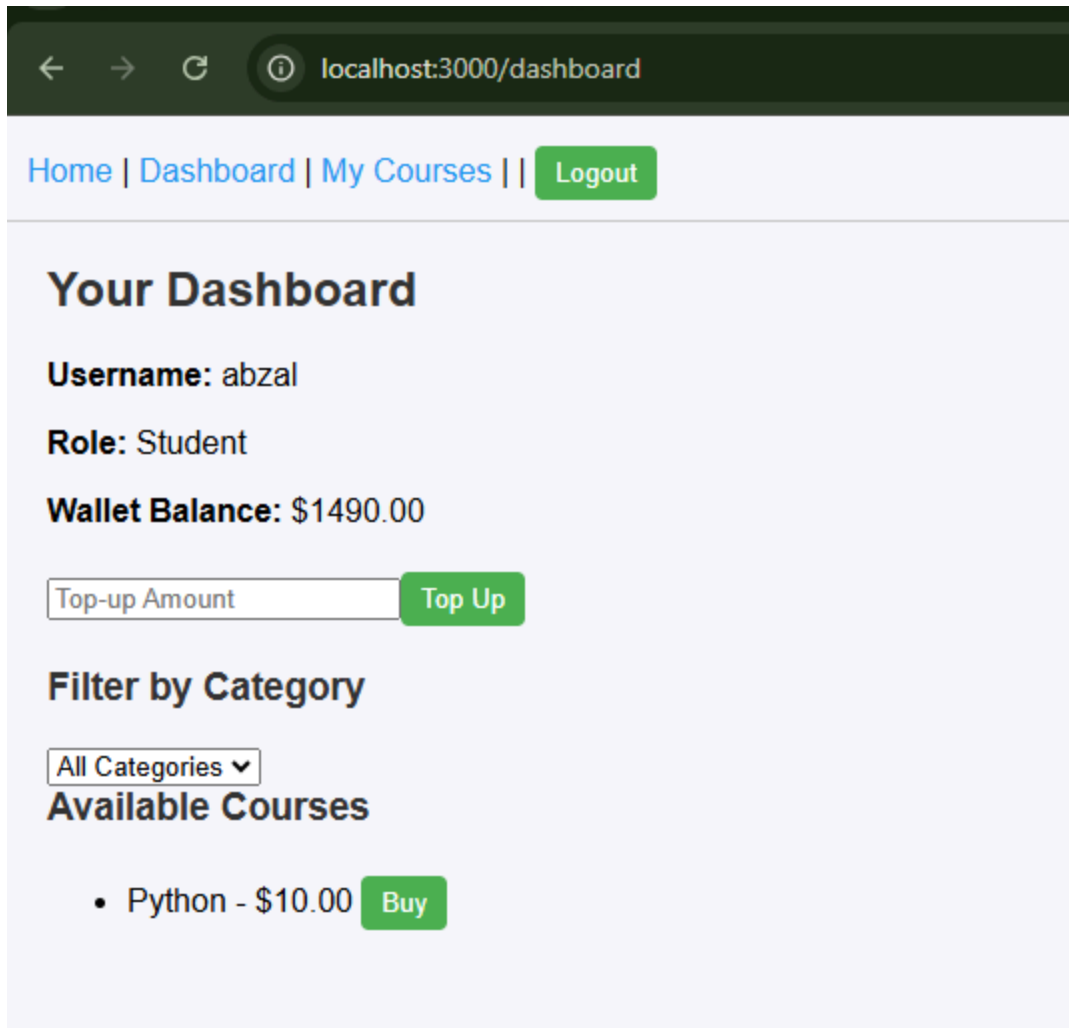 localhost:3000/dashboard
Home | Dashboard | My Courses | | Logout
Your Dashboard
Username: abzal
Role: Student
Wallet Balance: $1490.00
Top-up Amount Top Up
Filter by Category
All Categories
Available Courses
• Python - $10.00 Buy